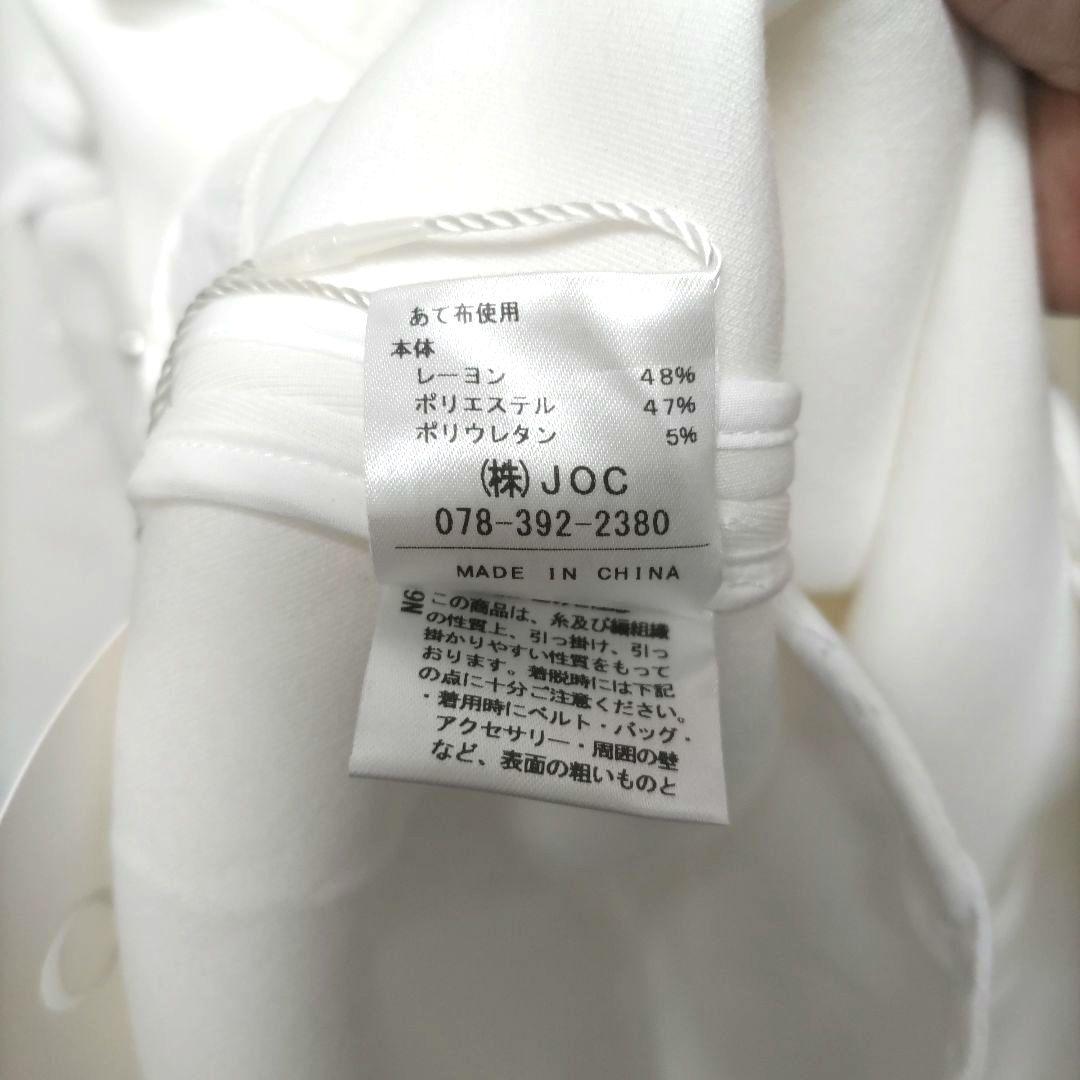 あて布使用
本体
レーヨン 48%
ポリエステル 47%
ポリウレタン 5%
(株)JOC
078-392-2380
MADE IN CHINA
N6
この商品は、糸及び編組織
の性質上、引っ掛け、引っ
掛かりやすい性質をもって
おります。着脱時には下記
の点に十分ご注意ください。
・着用時にベルト・バッグ・
アクセサリー・周囲の壁
など、表面の粗いものと